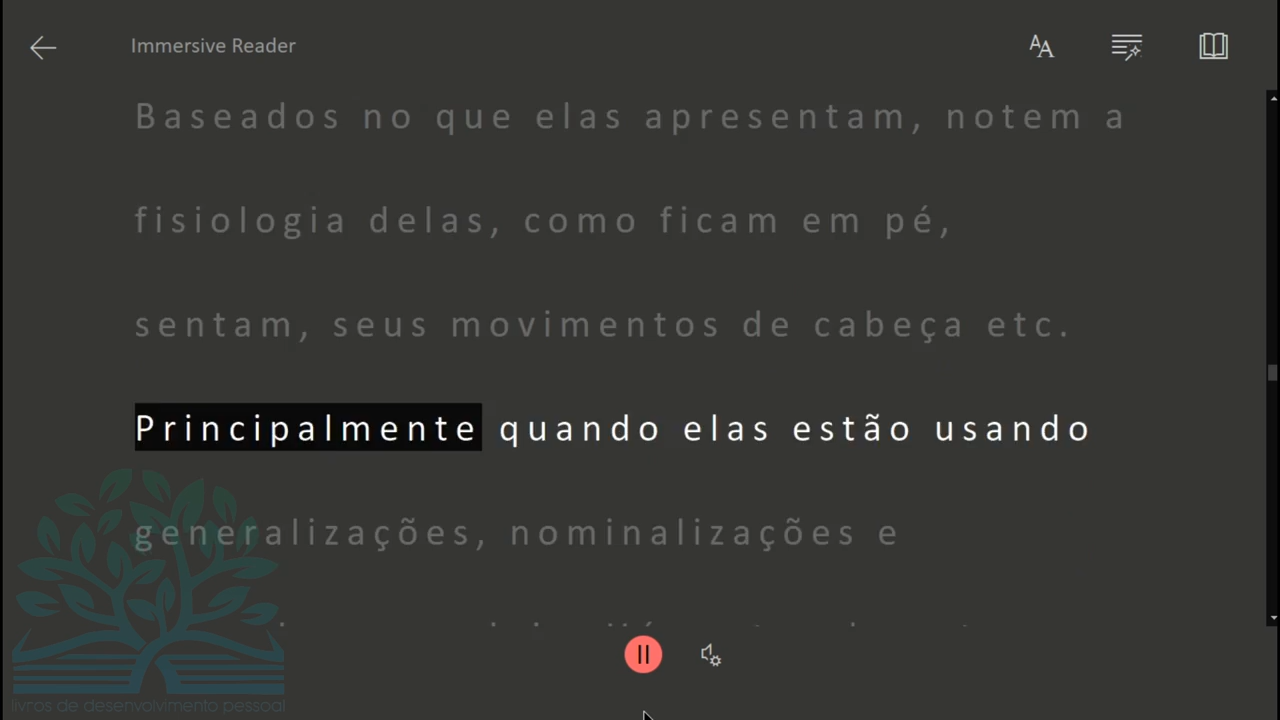 Immersive Reader
Baseados no que elas apresentam, notem a
fisiologia delas, como ficam em pé,
sentam, seus movimentos de cabeça etc.
Principalmente quando elas estão usando
generalizações, nominalizações e
livros de desenvolvimento pessoal